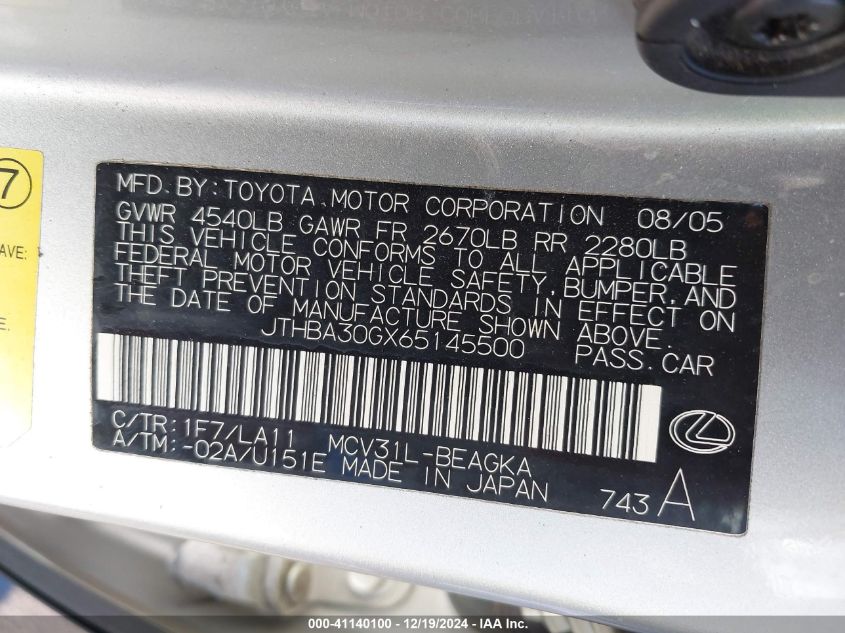 7
AVE:
MFD.BY:TOYOTA MOTOR CORPORATION 08/05
GVWR 4540LB GAWR FR 2670LB RR 2280LB
THIS VEHICLE CONFORMS TO ALL APPLICABLE
FEDERAL MOTOR VEHICLE SAFETY,BUMPER,AND
THEFT PREVENTION STANDARDS IN EFFECT ON
THE DATE OF MANUFACTURE SHOWN ABOVE.
JTHBA30GX65145500 PASS.CAR
C/TR:1F7/LA11 MCV31L-BEAGKA
A/TM:-02A/U151E MADE IN JAPAN 743A
000-41140100 - 12/19/2024 - IAA Inc.